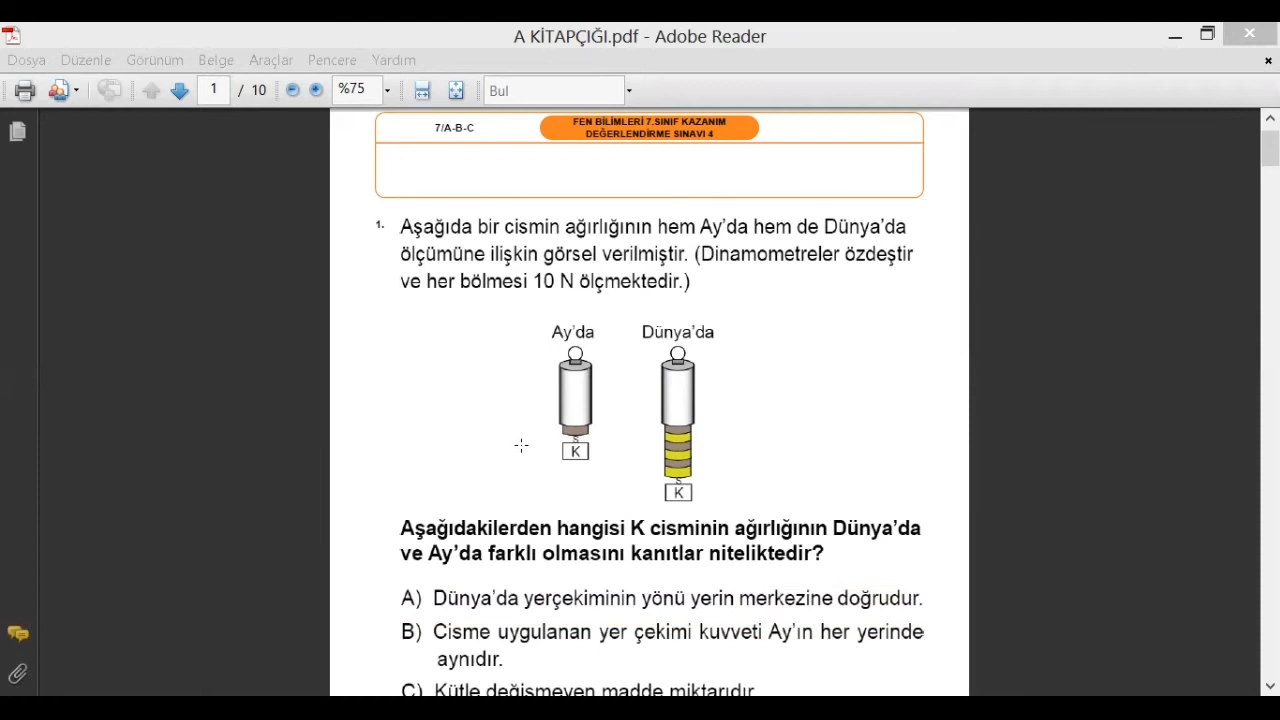 A KİTAPÇIĞI.pdf - Adobe Reader
Dosya Düzenle Görünüm Belge Araçlar Pencere Yardım
1 / 10 %75 Bul
7/A-B-C
FEN BİLİMLERİ 7.SINIF KAZANIM
DEĞERLENDİRME SINAVI 4
1. Aşağıda bir cismin ağırlığının hem Ay'da hem de Dünya'da
ölçümüne ilişkin görsel verilmiştir. (Dinamometreler özdeştir
ve her bölmesi 10 N ölçmektedir.)
Ay'da Dünya'da
K
K
Aşağıdakilerden hangisi K cisminin ağırlığının Dünya'da
ve Ay'da farklı olmasını kanıtlar niteliktedir?
A) Dünya'da yerçekiminin yönü yerin merkezine doğrudur.
B) Cisme uygulanan yer çekimi kuvveti Ay'ın her yerinde
aynıdır.
C) Kütle değişmeyen madde miktarıdır.